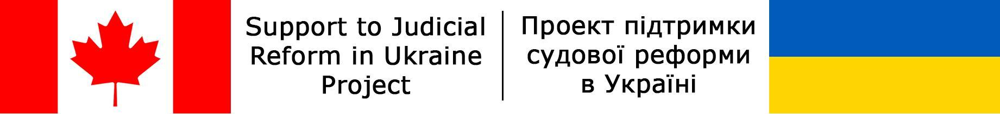 Support to Judicial
Reform in Ukraine
Project
Проект підтримки
судової реформи
в Україні